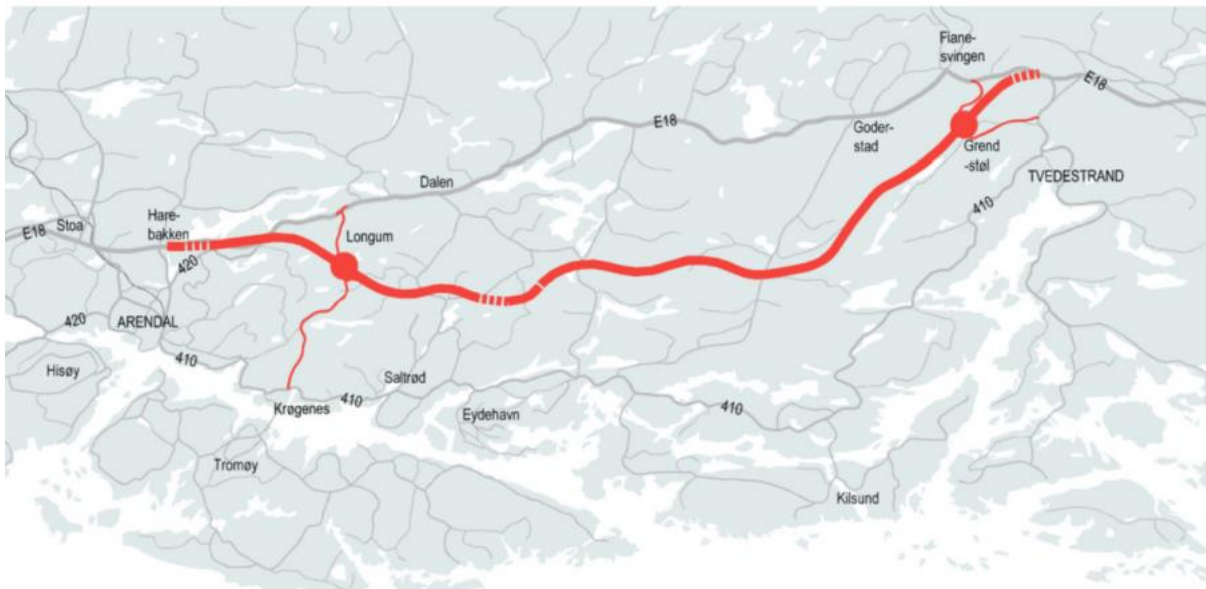 Fiane-
svingen
E18
E18
Goder-
stad
Grend
-støl
TVEDESTRAND
Dalen
410
Hare-
bakken
Stoa
E18
Longum
420
420
ARENDAL
410
Hisøy
Saltrød
Krøgenes
410
Eydehavn
410
Tromøy
Kilsund